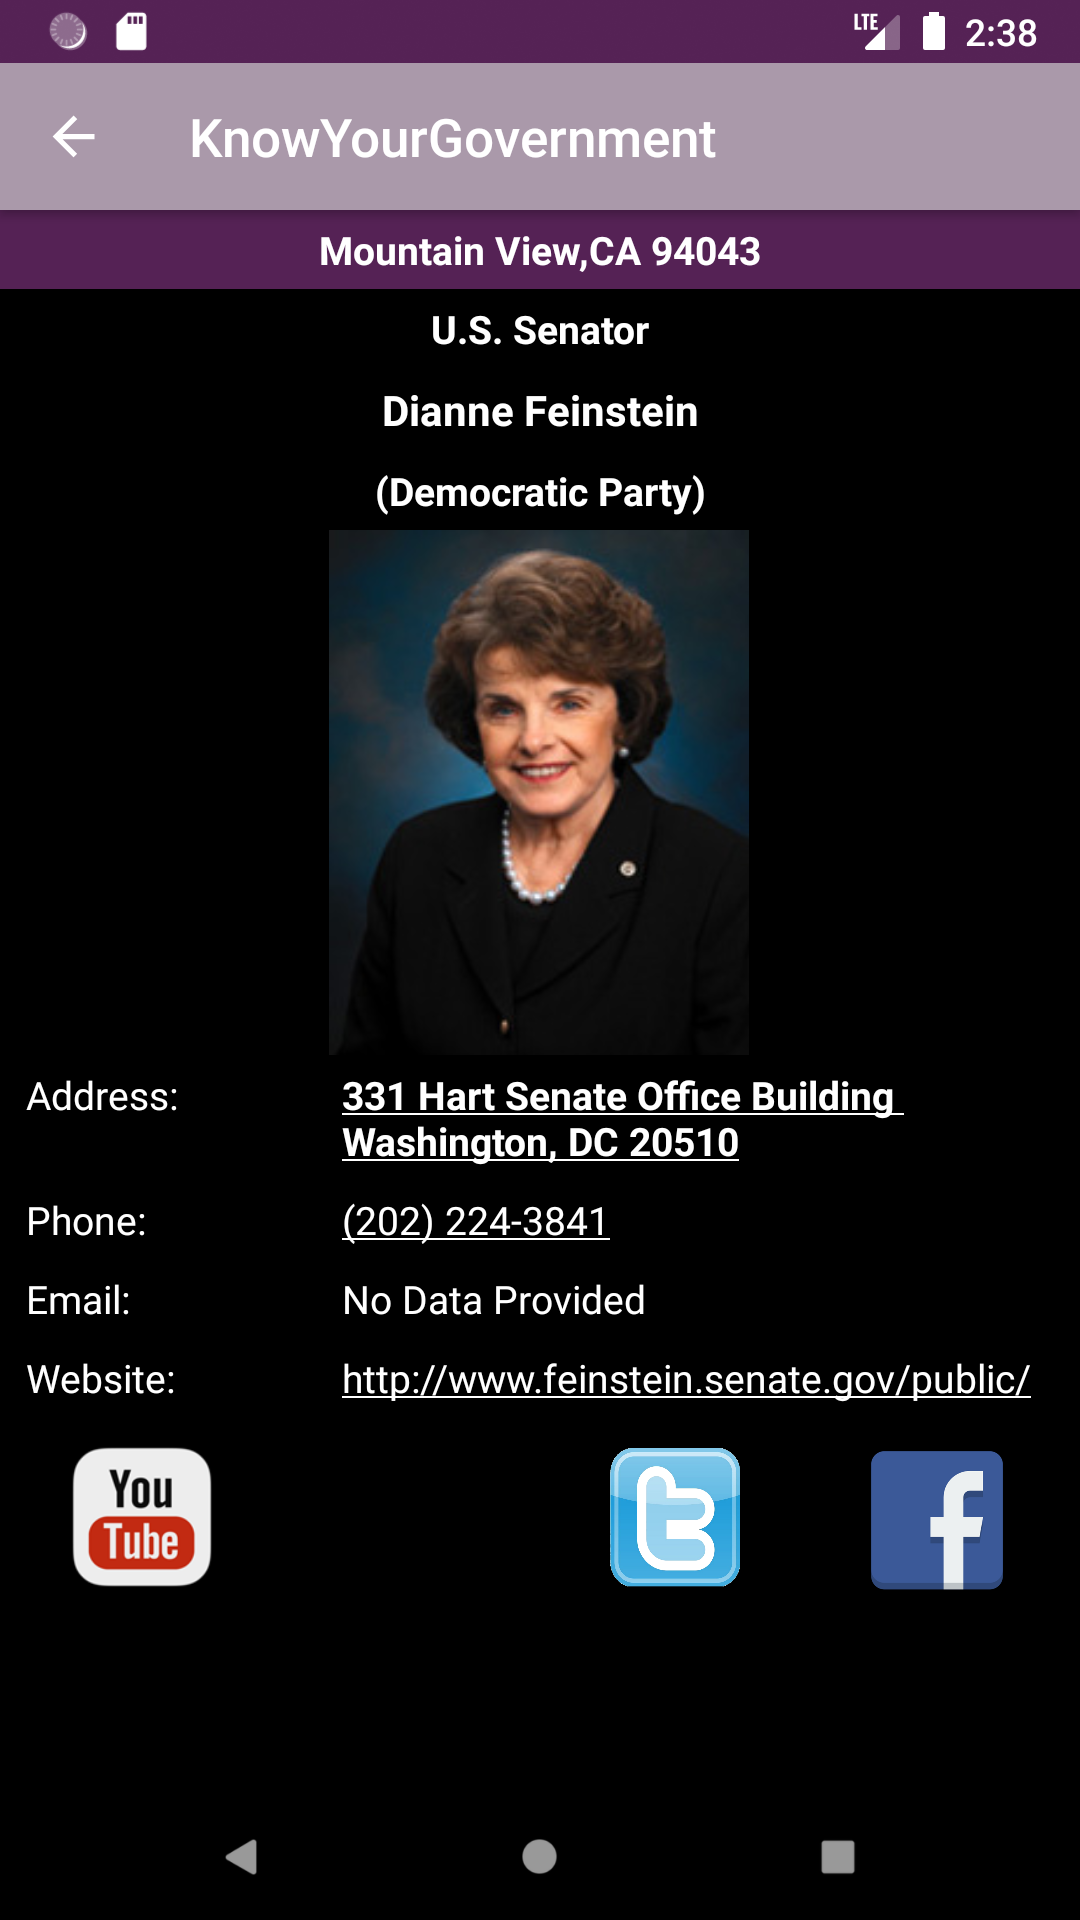 LTE 2:38
KnowYourGovernment
Mountain View,CA 94043
U.S. Senator
Dianne Feinstein
(Democratic Party)
Address: 331 Hart Senate Office Building
Washington, DC 20510
Phone: (202) 224-3841
Email: No Data Provided
Website: http://www.feinstein.senate.gov/public/
You
Tube